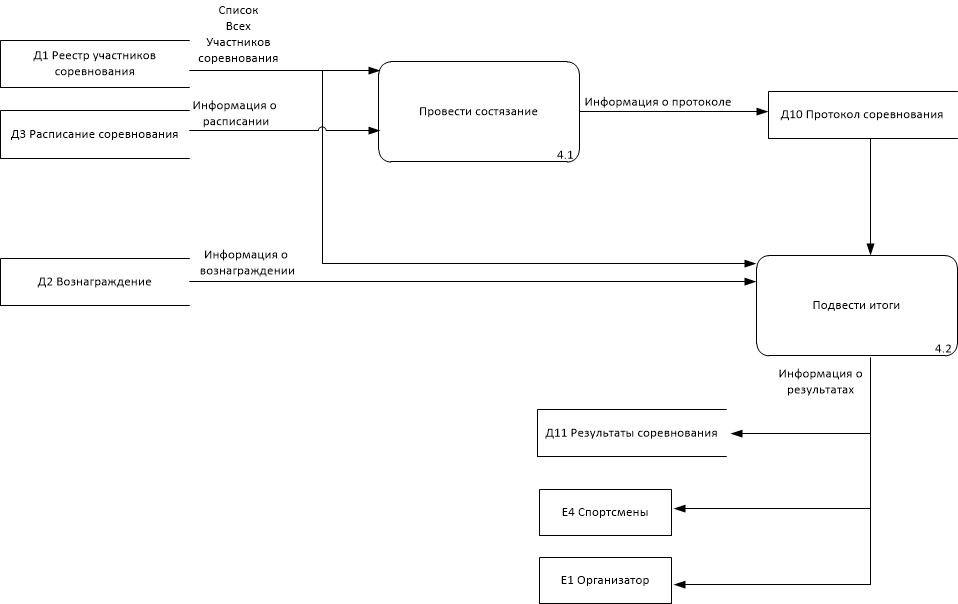 Список
Всех
Участников
соревнования
Д1 Реестр участников
соревнования
Информация о
расписании
Д3 Расписание соревнования
Провести состязание
4.1
Информация о протоколе
Д10 Протокол соревнования
Информация о
вознаграждении
Д2 Вознаграждение
Подвести итоги
4.2
Информация о
результатах
Д11 Результаты соревнования
Е4 Спортсмены
Е1 Организатор